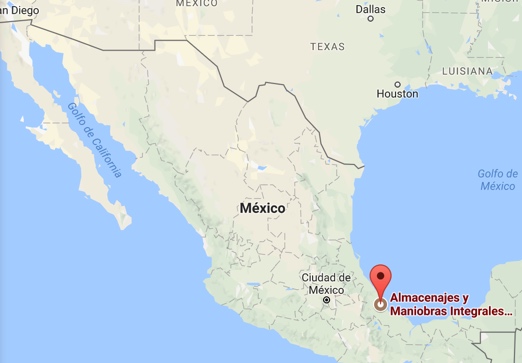 MÉXICO
n Diego
Dallas
TEXAS
LUISIANA
Houston
Golfo de California
Golfo de
México
México
Ciudad de
México
Almacenajes y
Maniobras Integrales…